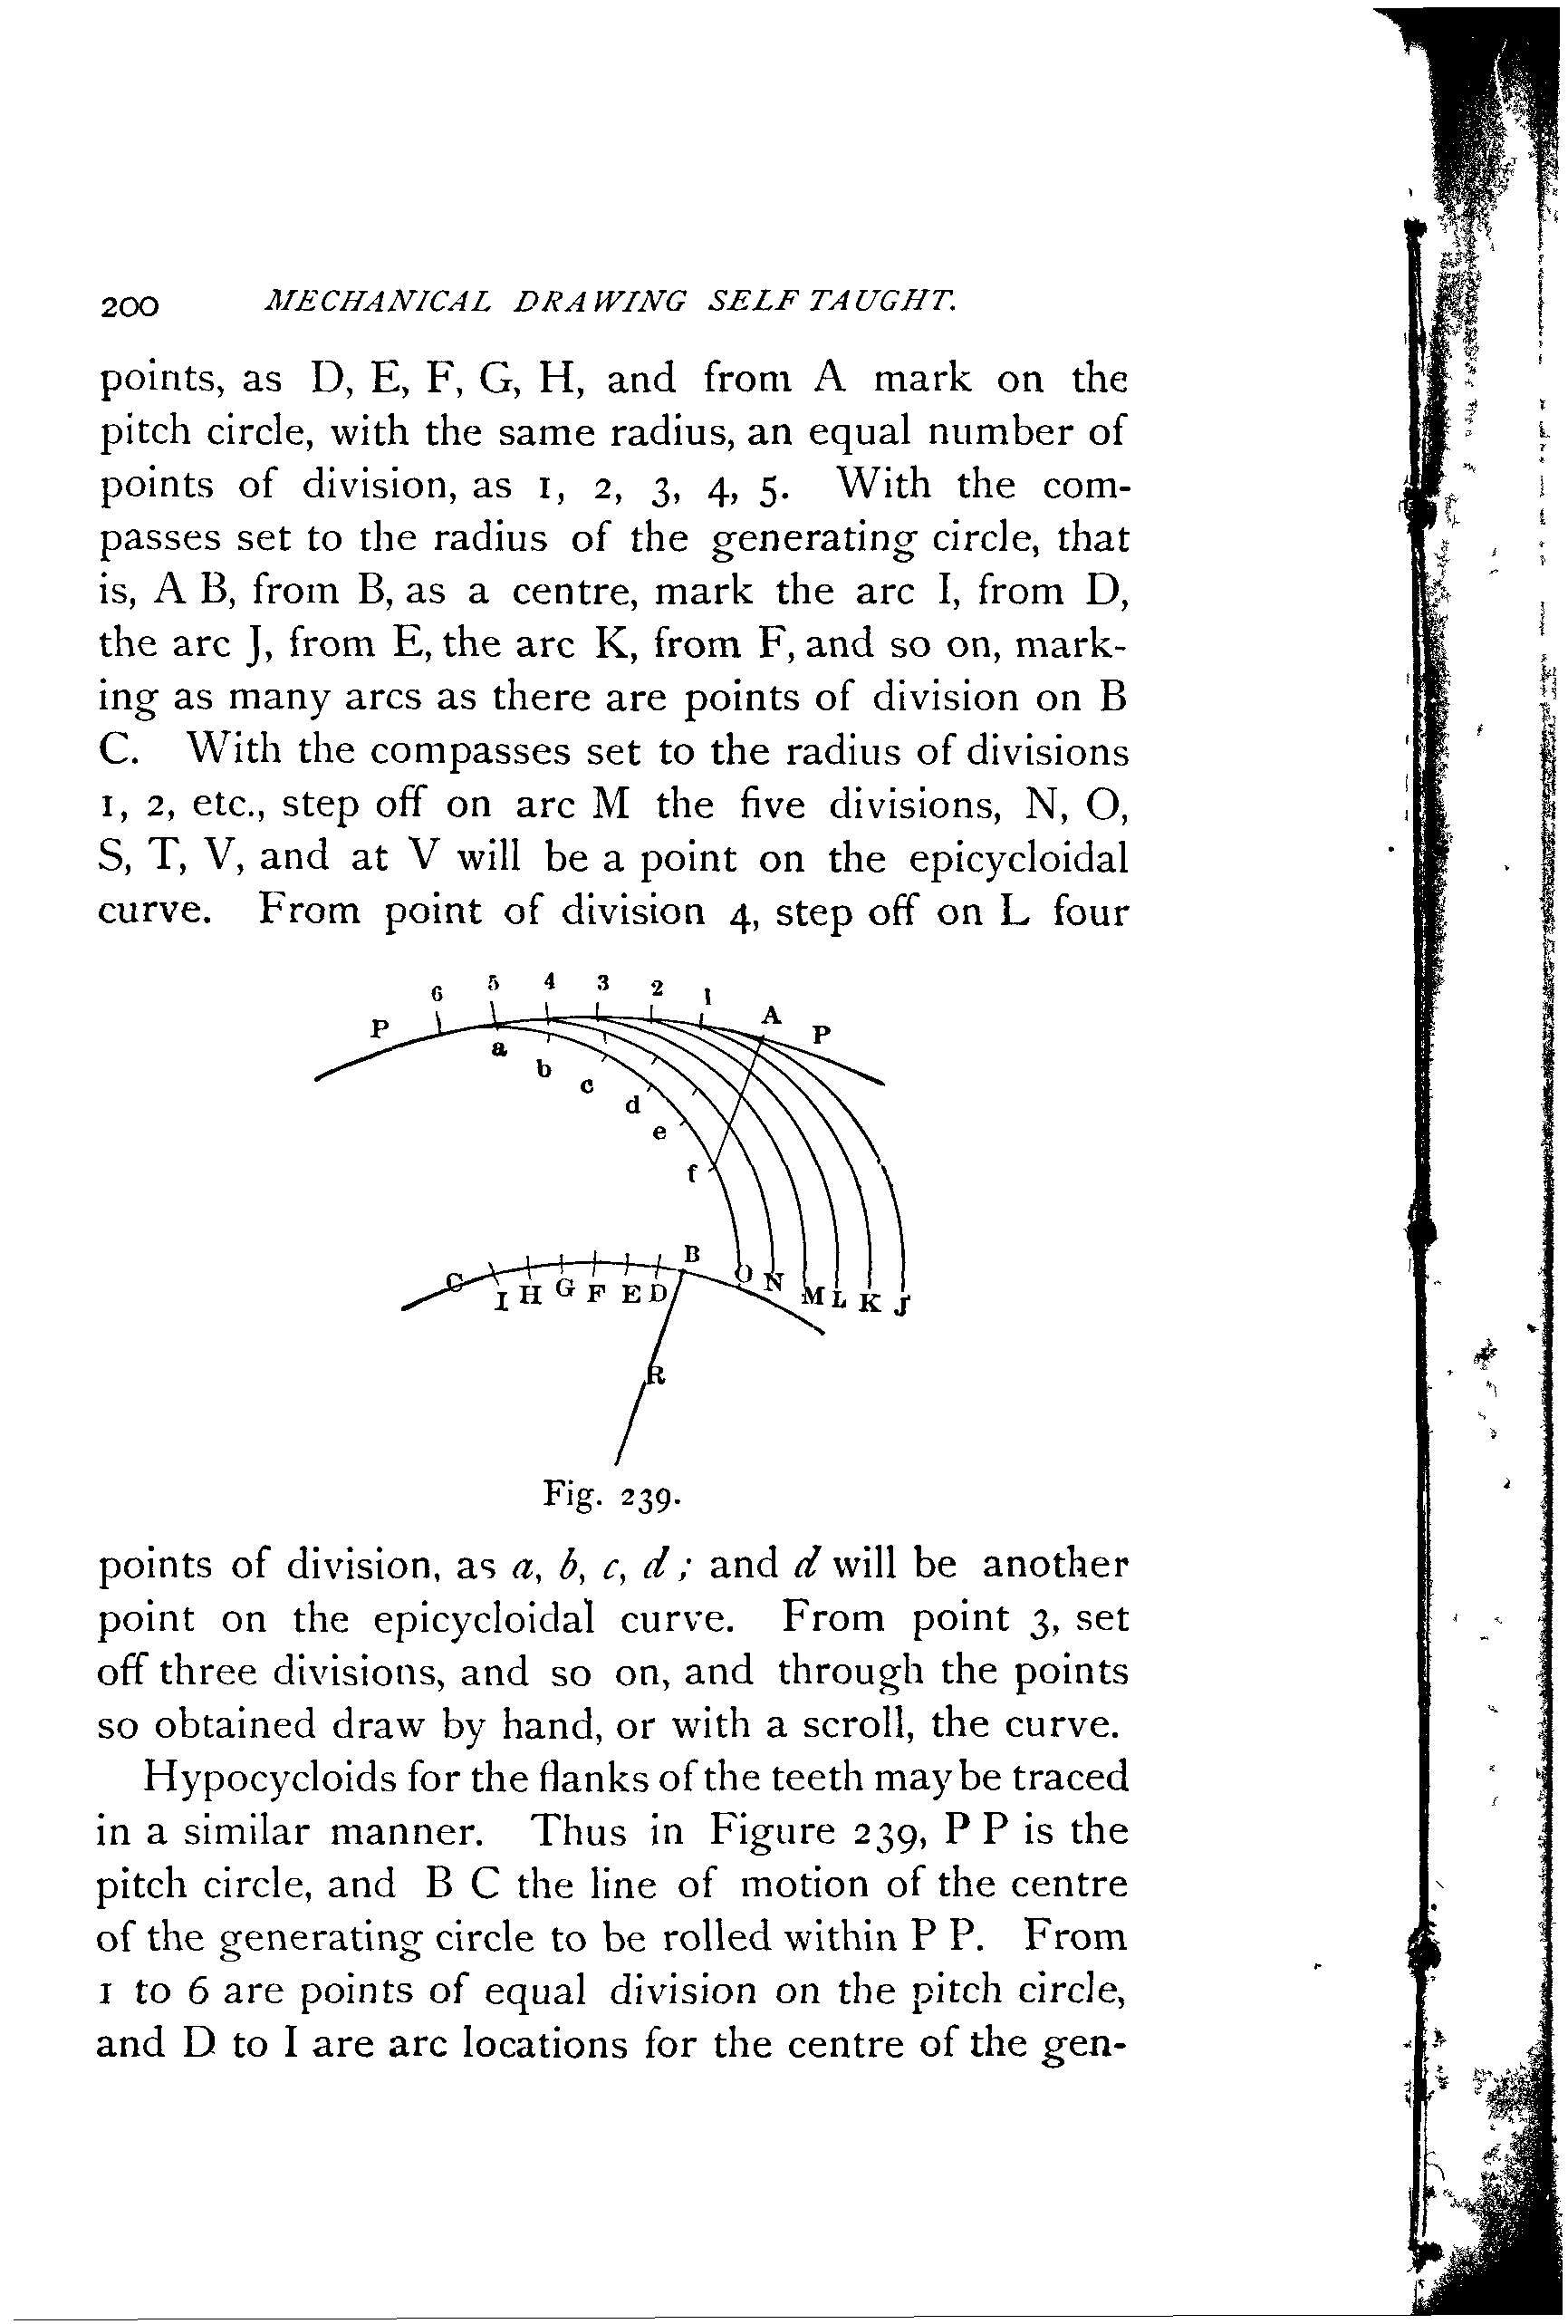 200 MECHANICAL DRAWING SELF TAUGHT.
points, as D, E, F, G, H, and from A mark on the
pitch circle, with the same radius, an equal number of
points of division, as 1, 2, 3, 4, 5. With the com-
passes set to the radius of the generating circle, that
is, A B, from B, as a centre, mark the arc I, from D,
the arc J, from E, the arc K, from F, and so on, mark-
ing as many arcs as there are points of division on B
C. With the compasses set to the radius of divisions
1, 2, etc., step off on arc M the five divisions, N, O,
S, T, V, and at V will be a point on the epicycloidal
curve. From point of division 4, step off on L four
6 5 4 3 2 1
P A P
a
b
c
d
e
f
B
C I H G F E D O N M L K J
R
Fig. 239.
points of division, as a, b, c, d; and d will be another
point on the epicycloidal curve. From point 3, set
off three divisions, and so on, and through the points
so obtained draw by hand, or with a scroll, the curve.
Hypocycloids for the flanks of the teeth may be traced
in a similar manner. Thus in Figure 239, P P is the
pitch circle, and B C the line of motion of the centre
of the generating circle to be rolled within P P. From
1 to 6 are points of equal division on the pitch circle,
and D to I are arc locations for the centre of the gen-